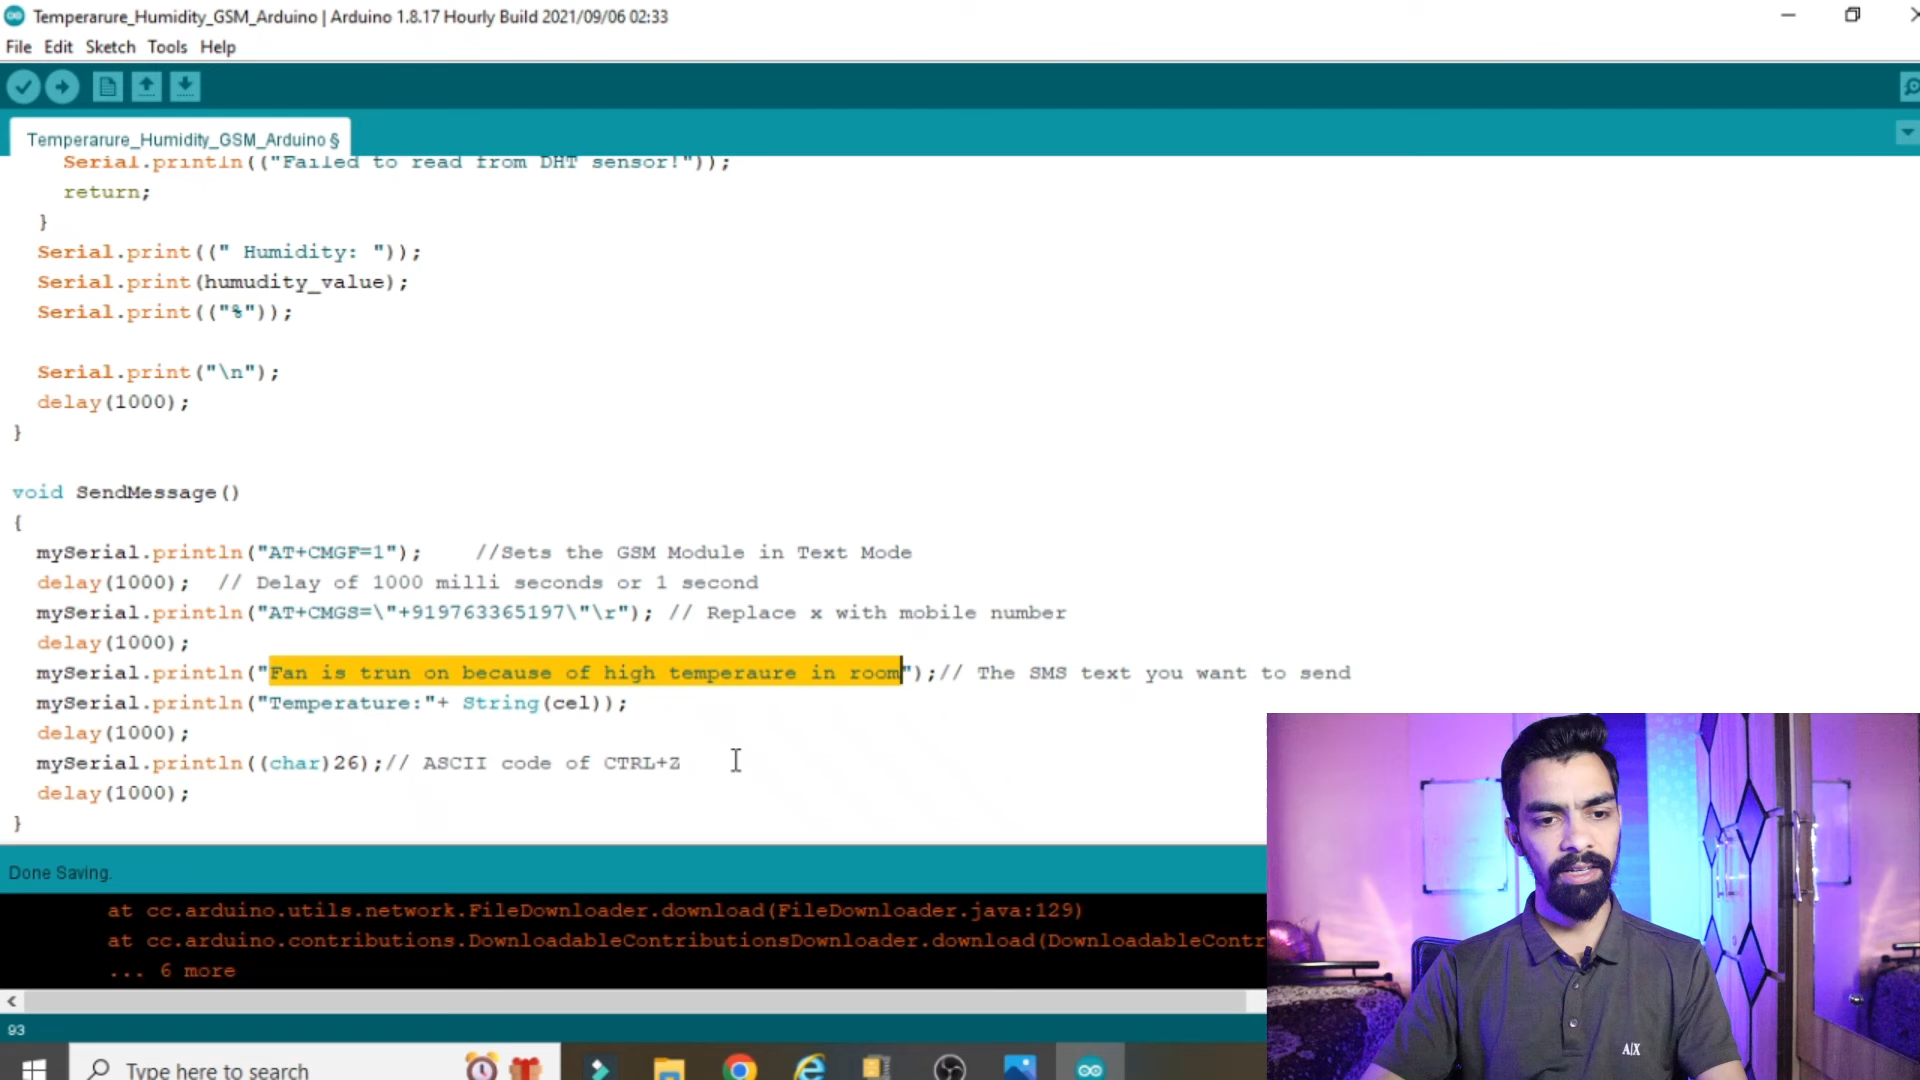 Temperarure_Humidity_GSM_Arduino | Arduino 1.8.17 Hourly Build 2021/09/06 02:33
File Edit Sketch Tools Help
Temperarure_Humidity_GSM_Arduino §
Serial.println(("Failed to read from DHT sensor!"));
return;
}
Serial.print((" Humidity: "));
Serial.print(humudity_value);
Serial.print(("%"));
Serial.print("\n");
delay(1000);
}
void SendMessage()
{
mySerial.println("AT+CMGF=1"); //Sets the GSM Module in Text Mode
delay(1000); // Delay of 1000 milli seconds or 1 second
mySerial.println("AT+CMGS=\"+919763365197\"\r"); // Replace x with mobile number
delay(1000);
mySerial.println("Fan is trun on because of high temperaure in room");// The SMS text you want to send
mySerial.println("Temperature:"+ String(cel));
delay(1000);
mySerial.println((char)26);// ASCII code of CTRL+Z
delay(1000);
}
Done Saving.
at cc.arduino.utils.network.FileDownloader.download(FileDownloader.java:129)
at cc.arduino.contributions.DownloadableContributionsDownloader.download(DownloadableContr
... 6 more
93
Type here to search
A|X